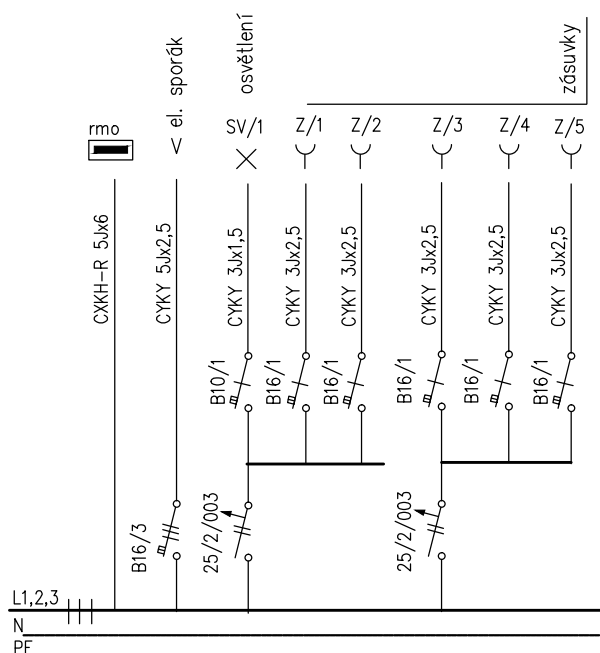 rmo
< el. sporák
osvětlení
zásuvky
SV/1
Z/1
Z/2
Z/3
Z/4
Z/5
CXKH-R 5Jx6
CYKY 5Jx2,5
CYKY 3Jx1,5
CYKY 3Jx2,5
CYKY 3Jx2,5
CYKY 3Jx2,5
CYKY 3Jx2,5
CYKY 3Jx2,5
B10/1
B16/1
B16/1
B16/1
B16/1
B16/1
B16/3
25/2/003
25/2/003
L1,2,3
N
PE